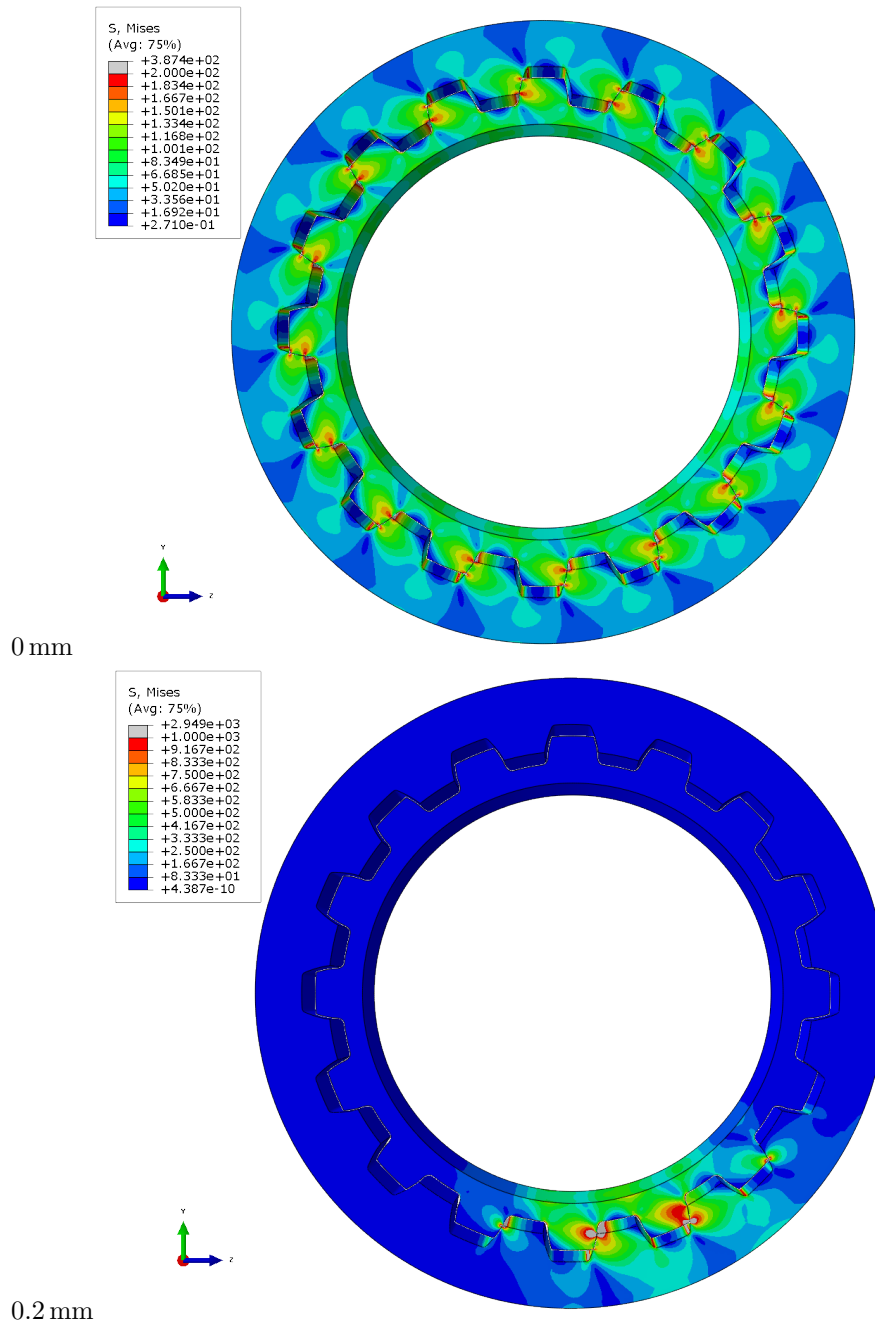 S, Mises
(Avg: 75%)
+3.874e+02
+2.000e+02
+1.834e+02
+1.667e+02
+1.501e+02
+1.334e+02
+1.168e+02
+1.001e+02
+8.349e+01
+6.685e+01
+5.020e+01
+3.356e+01
+1.692e+01
+2.710e-01
Y
Z
0 mm
S, Mises
(Avg: 75%)
+2.949e+03
+1.000e+03
+9.167e+02
+8.333e+02
+7.500e+02
+6.667e+02
+5.833e+02
+5.000e+02
+4.167e+02
+3.333e+02
+2.500e+02
+1.667e+02
+8.333e+01
+4.387e-10
Y
Z
0.2 mm